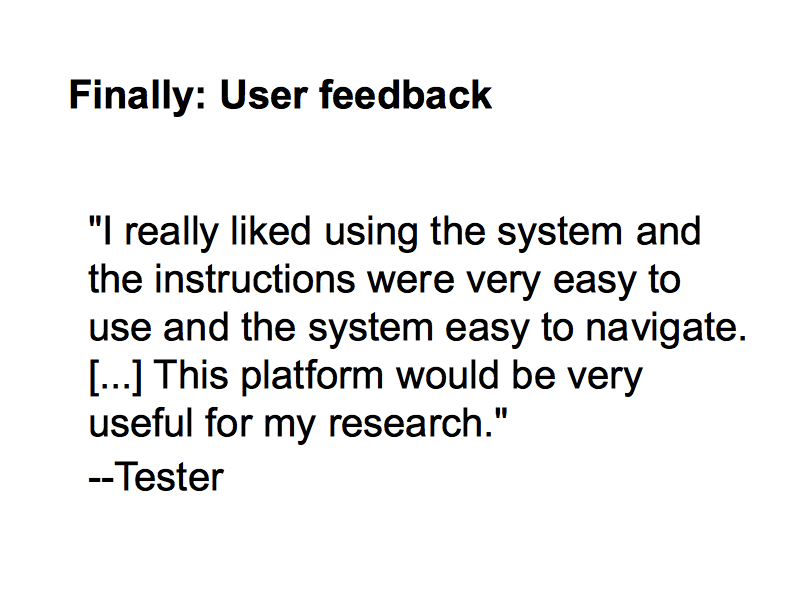 Finally: User feedback
"I really liked using the system and
the instructions were very easy to
use and the system easy to navigate.
[...] This platform would be very
useful for my research."
--Tester